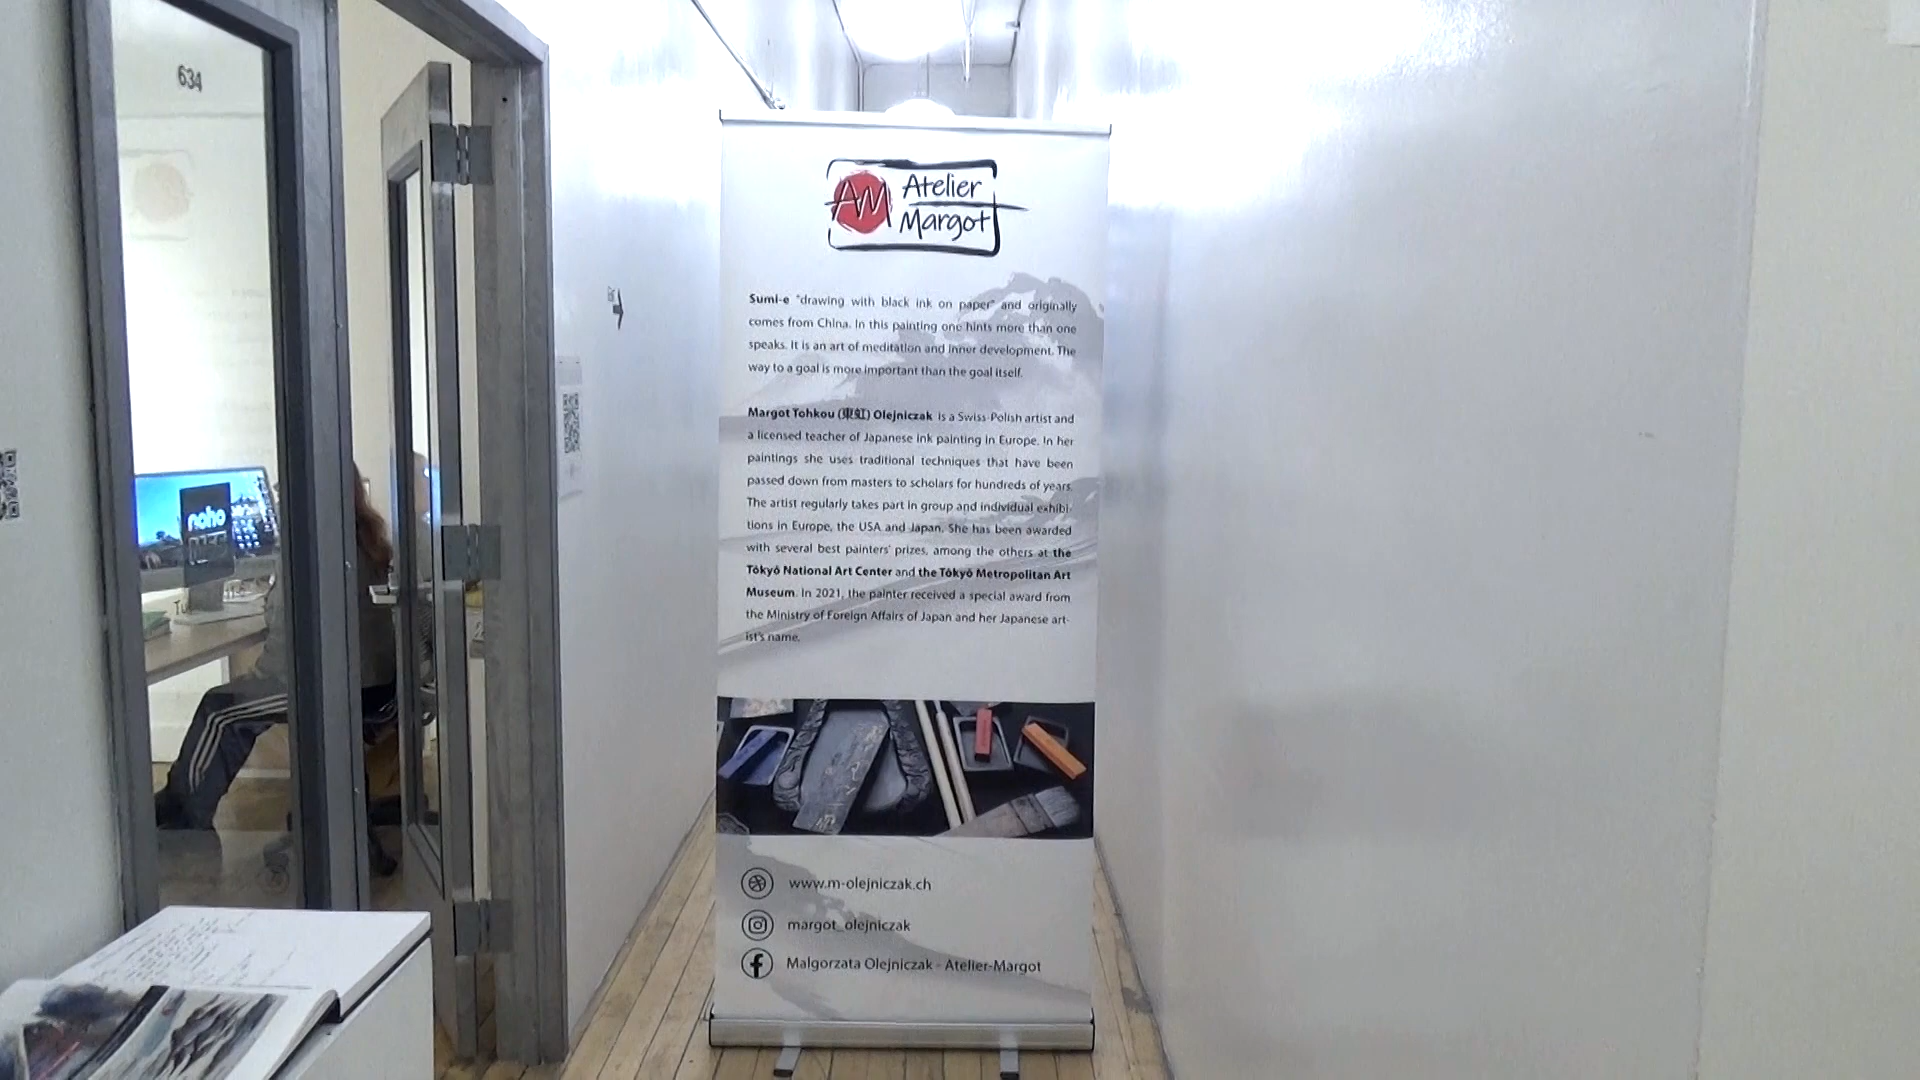 634
noho
AM Atelier
Margot
Sumi-e "drawing with black ink on paper" and originally
comes from China. In this painting one hints more than one
speaks. It is an art of meditation and inner development. The
way to a goal is more important than the goal itself.
Margot Tohkou (東虹) Olejniczak is a Swiss-Polish artist and
a licensed teacher of Japanese ink painting in Europe. In her
paintings she uses traditional techniques that have been
passed down from masters to scholars for hundreds of years.
The artist regularly takes part in group and individual exhibi-
tions in Europe, the USA and Japan. She has been awarded
with several best painters' prizes, among the others at the
Tōkyō National Art Center and the Tōkyō Metropolitan Art
Museum. In 2021, the painter received a special award from
the Ministry of Foreign Affairs of Japan and her Japanese art-
ist's name.
www.m-olejniczak.ch
margot_olejniczak
Malgorzata Olejniczak - Atelier-Margot